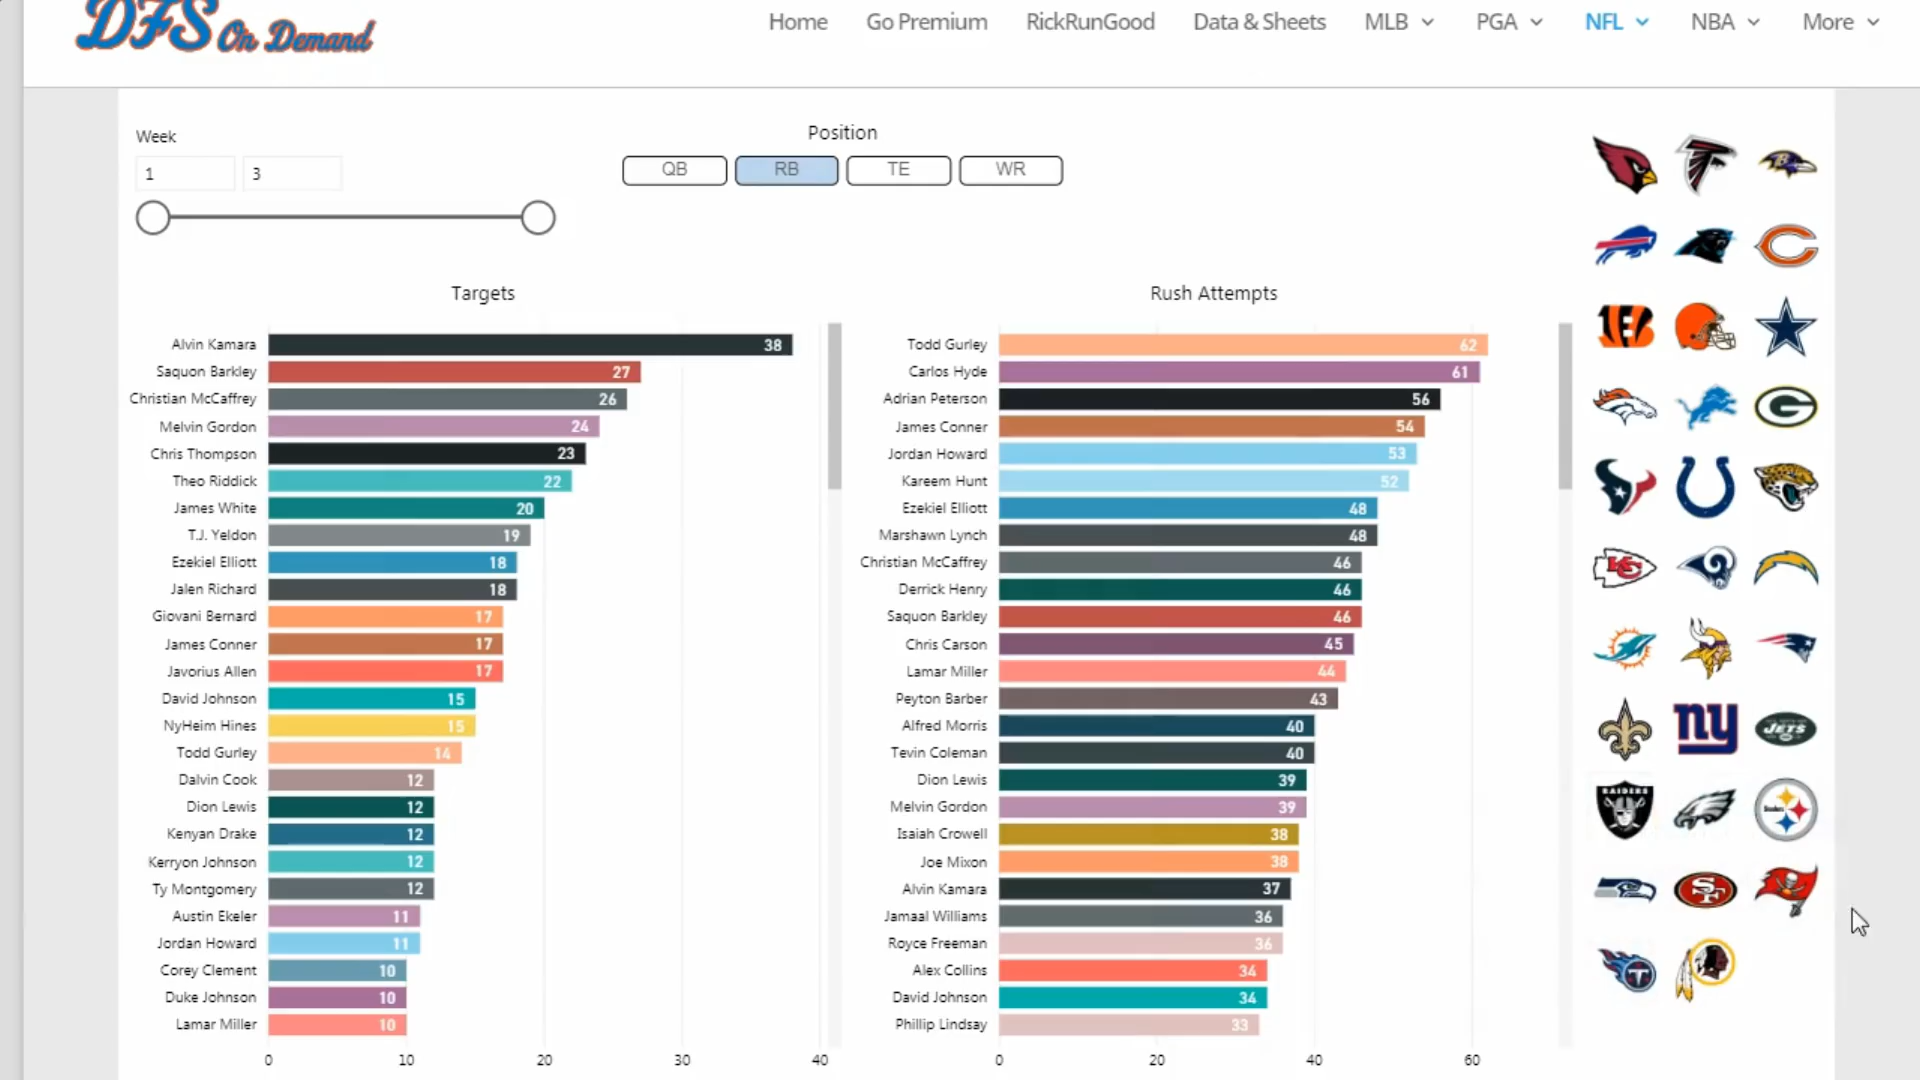 DFS On Demand
Home Go Premium RickRunGood Data & Sheets MLB PGA NFL NBA More
Week
1 3
Position
QB RB TE WR
Targets
Alvin Kamara 38
Saquon Barkley 27
Christian McCaffrey 26
Melvin Gordon 24
Chris Thompson 23
Theo Riddick 22
James White 20
T.J. Yeldon 19
Ezekiel Elliott 18
Jalen Richard 18
Giovani Bernard 17
James Conner 17
Javorius Allen 17
David Johnson 15
NyHeim Hines 15
Todd Gurley 14
Dalvin Cook 12
Dion Lewis 12
Kenyan Drake 12
Kerryon Johnson 12
Ty Montgomery 12
Austin Ekeler 11
Jordan Howard 11
Corey Clement 10
Duke Johnson 10
Lamar Miller 10
0 10 20 30 40
Rush Attempts
Todd Gurley 62
Carlos Hyde 61
Adrian Peterson 56
James Conner 54
Jordan Howard 53
Kareem Hunt 52
Ezekiel Elliott 48
Marshawn Lynch 48
Christian McCaffrey 46
Derrick Henry 46
Saquon Barkley 46
Chris Carson 45
Lamar Miller 44
Peyton Barber 43
Alfred Morris 40
Tevin Coleman 40
Dion Lewis 39
Melvin Gordon 39
Isaiah Crowell 38
Joe Mixon 38
Alvin Kamara 37
Jamaal Williams 36
Royce Freeman 36
Alex Collins 34
David Johnson 34
Phillip Lindsay 33
0 20 40 60
B
C
G
KC
ny
JETS
RAIDERS
Steelers
SF
T